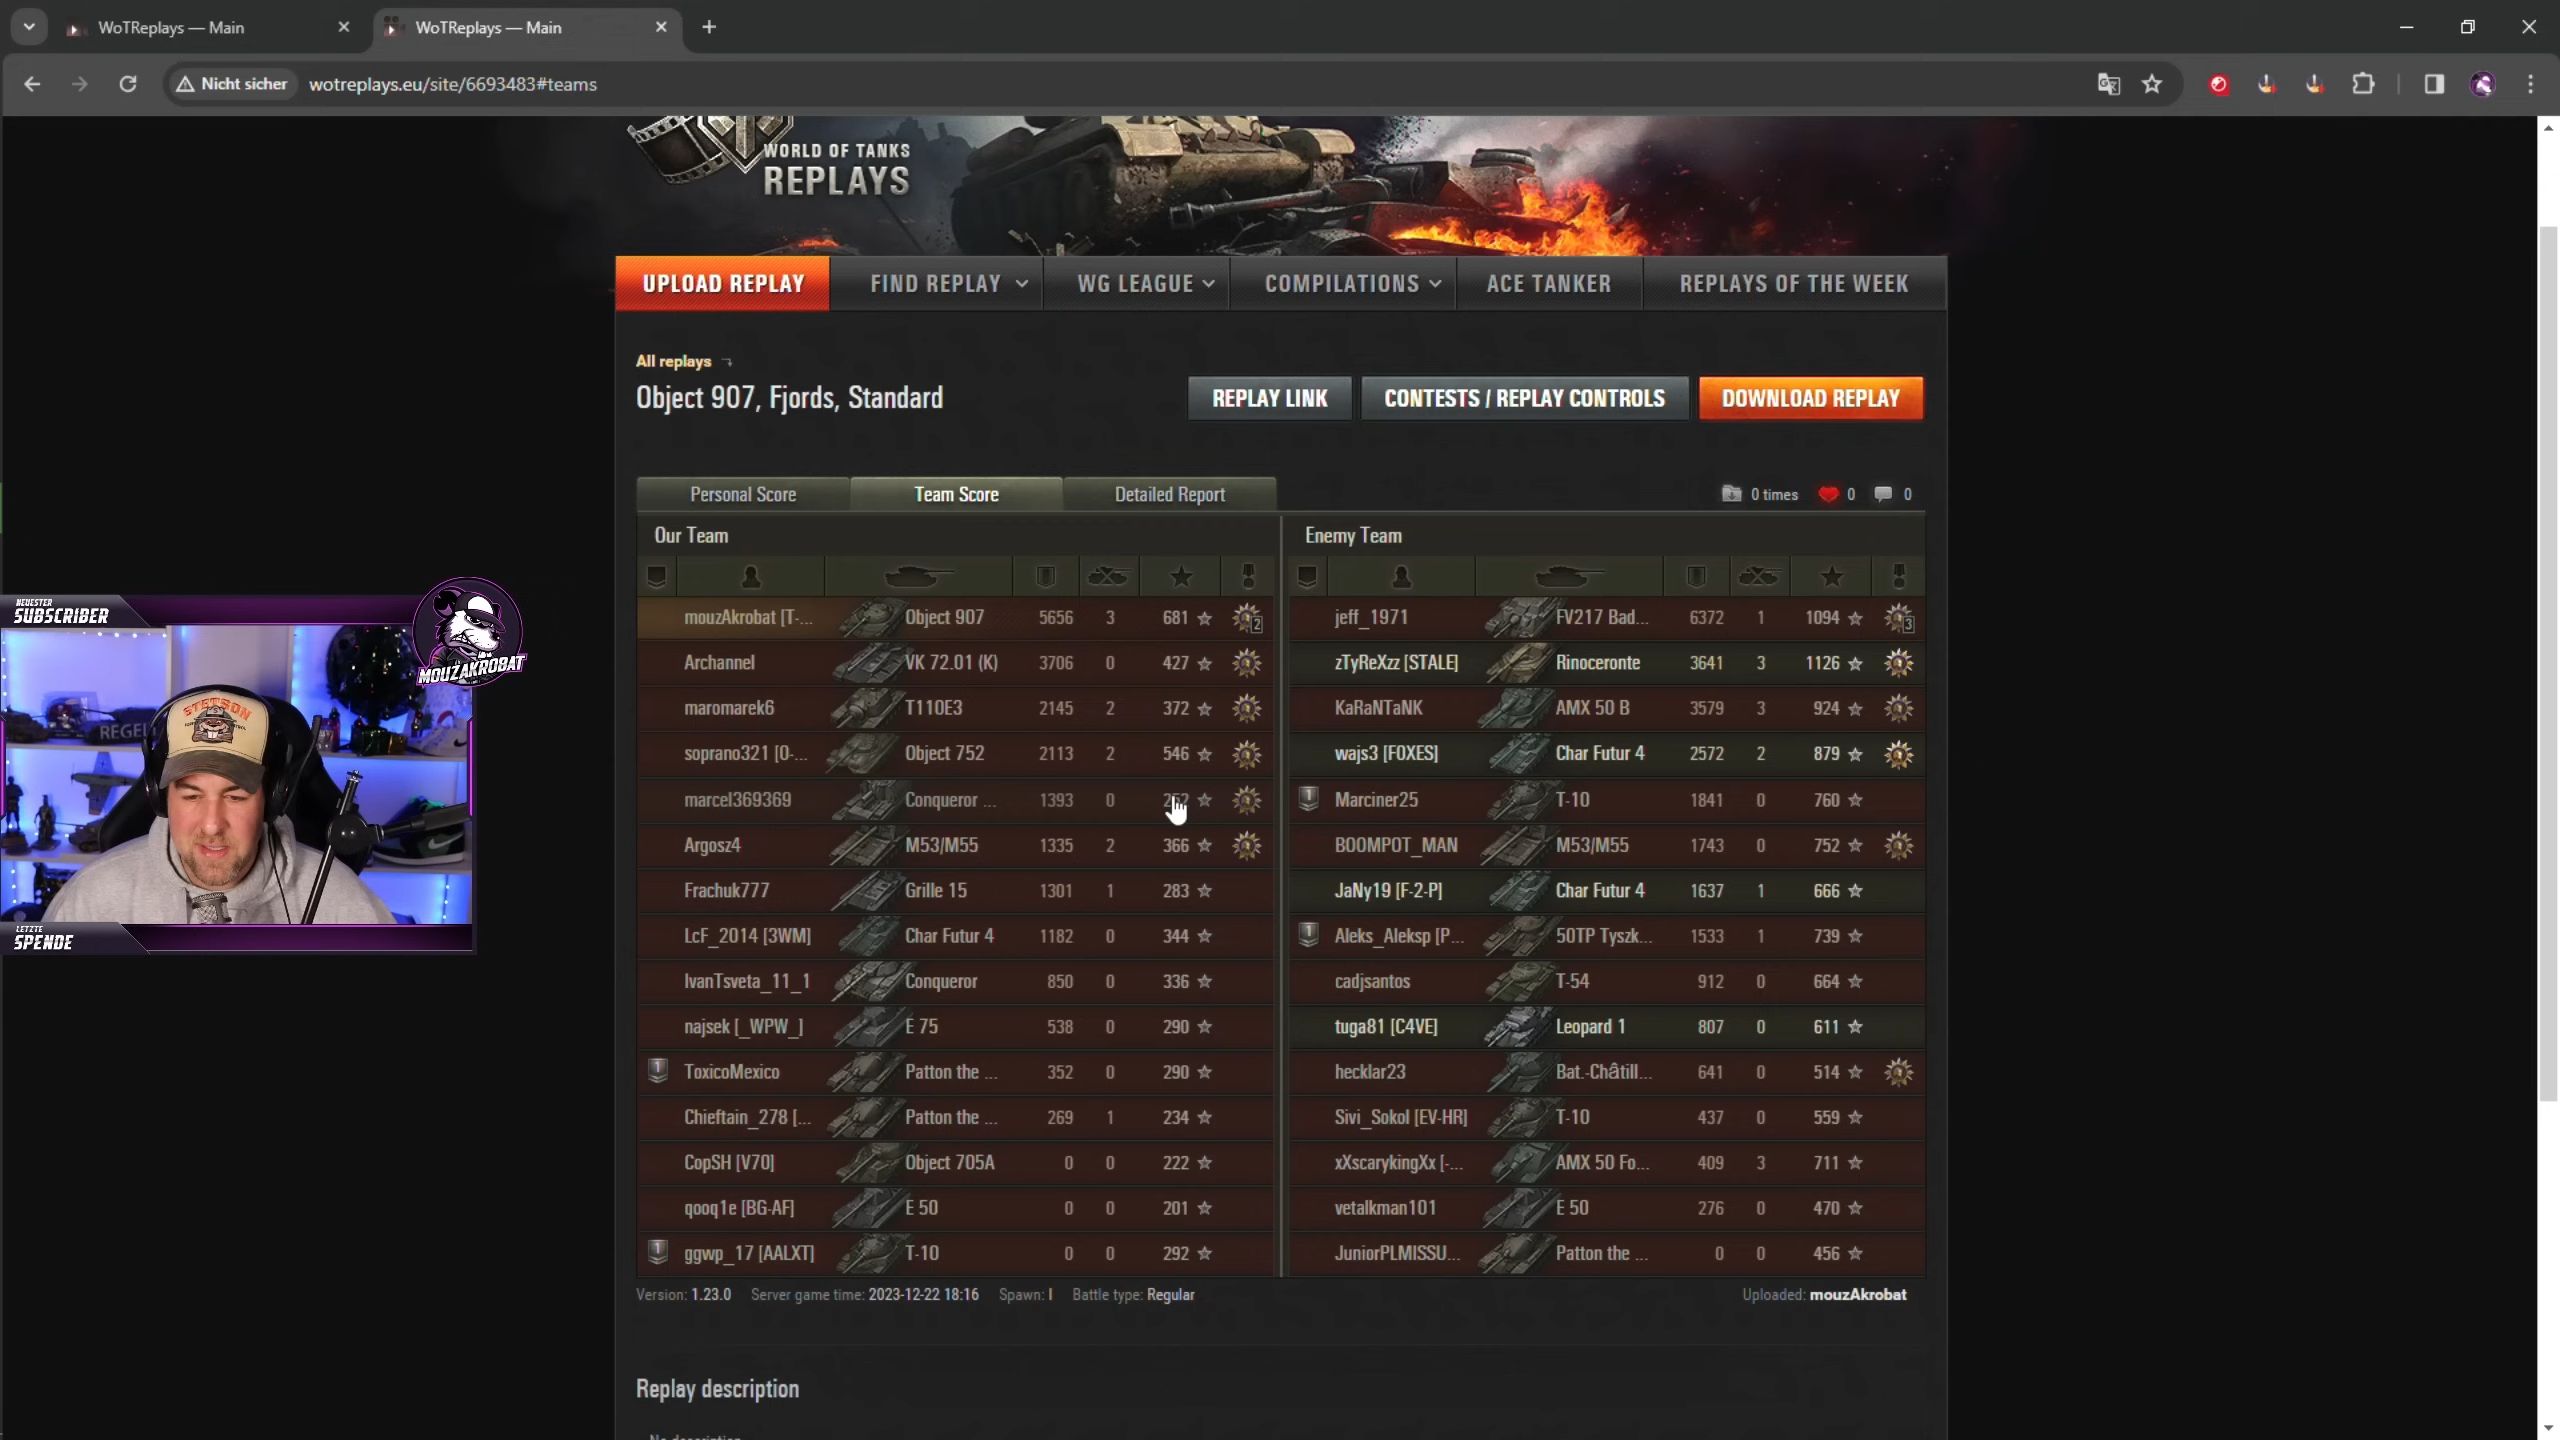 WoTReplays — Main
WoTReplays — Main
Nicht sicher
wotreplays.eu/site/6693483#teams
WORLD OF TANKS
REPLAYS
UPLOAD REPLAY
FIND REPLAY
WG LEAGUE
COMPILATIONS
ACE TANKER
REPLAYS OF THE WEEK
All replays
Object 907, Fjords, Standard
REPLAY LINK
CONTESTS / REPLAY CONTROLS
DOWNLOAD REPLAY
Personal Score
Team Score
Detailed Report
0 times 0 0
Our Team
mouzAkrobat [T-... Object 907 5656 3 681 2
Archannel VK 72.01 (K) 3706 0 427
maromarek6 T110E3 2145 2 372
soprano321 [O-... Object 752 2113 2 546
marcel369369 Conqueror ... 1393 0
Argosz4 M53/M55 1335 2 366
Frachuk777 Grille 15 1301 1 283
LcF_2014 [3WM] Char Futur 4 1182 0 344
IvanTsveta_11_1 Conqueror 850 0 336
najsek [_WPW_] E 75 538 0 290
1 ToxicoMexico Patton the ... 352 0 290
Chieftain_278 [... Patton the ... 269 1 234
CopSH [V70] Object 705A 0 0 222
qooq1e [BG-AF] E 50 0 0 201
1 ggwp_17 [AALXT] T-10 0 0 292
Enemy Team
jeff_1971 FV217 Bad... 6372 1 1094 3
zTyReXzz [STALE] Rinoceronte 3641 3 1126
KaRaNTaNK AMX 50 B 3579 3 924
wajs3 [FOXES] Char Futur 4 2572 2 879
1 Marciner25 T-10 1841 0 760
BOOMPOT_MAN M53/M55 1743 0 752
JaNy19 [F-2-P] Char Futur 4 1637 1 666
1 Aleks_Aleksp [P... 50TP Tyszk... 1533 1 739
cadjsantos T-54 912 0 664
tuga81 [C4VE] Leopard 1 807 0 611
hecklar23 Bat.-Châtill... 641 0 514
Sivi_Sokol [EV-HR] T-10 437 0 559
xXscarykingXx [-... AMX 50 Fo... 409 3 711
vetalkman101 E 50 276 0 470
JuniorPLMISSU... Patton the ... 0 0 456
Version: 1.23.0 Server game time: 2023-12-22 18:16 Spawn: I Battle type: Regular
Uploaded: mouzAkrobat
Replay description
NEUESTER
SUBSCRIBER
MOUZAKROBAT
STETSON
REGEL
LETZTE
SPENDE